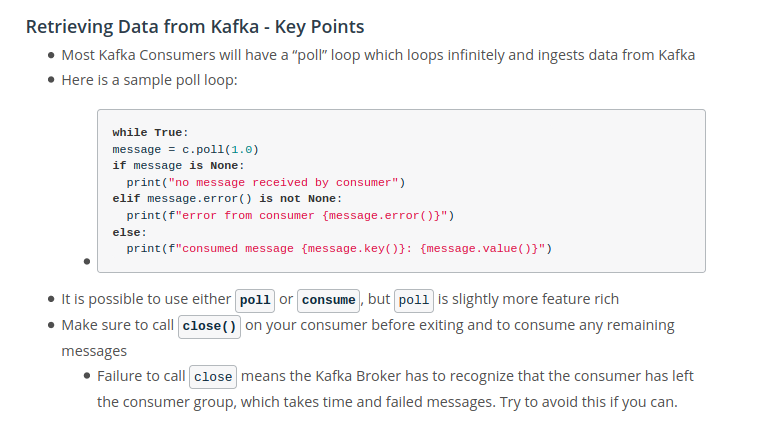 Retrieving Data from Kafka - Key Points
Most Kafka Consumers will have a “poll” loop which loops infinitely and ingests data from Kafka
Here is a sample poll loop:
while True:
message = c.poll(1.0)
if message is None:
  print("no message received by consumer")
elif message.error() is not None:
  print(f"error from consumer {message.error()}")
else:
  print(f"consumed message {message.key()}: {message.value()}")
It is possible to use either poll or consume, but poll is slightly more feature rich
Make sure to call close() on your consumer before exiting and to consume any remaining
messages
Failure to call close means the Kafka Broker has to recognize that the consumer has left
the consumer group, which takes time and failed messages. Try to avoid this if you can.